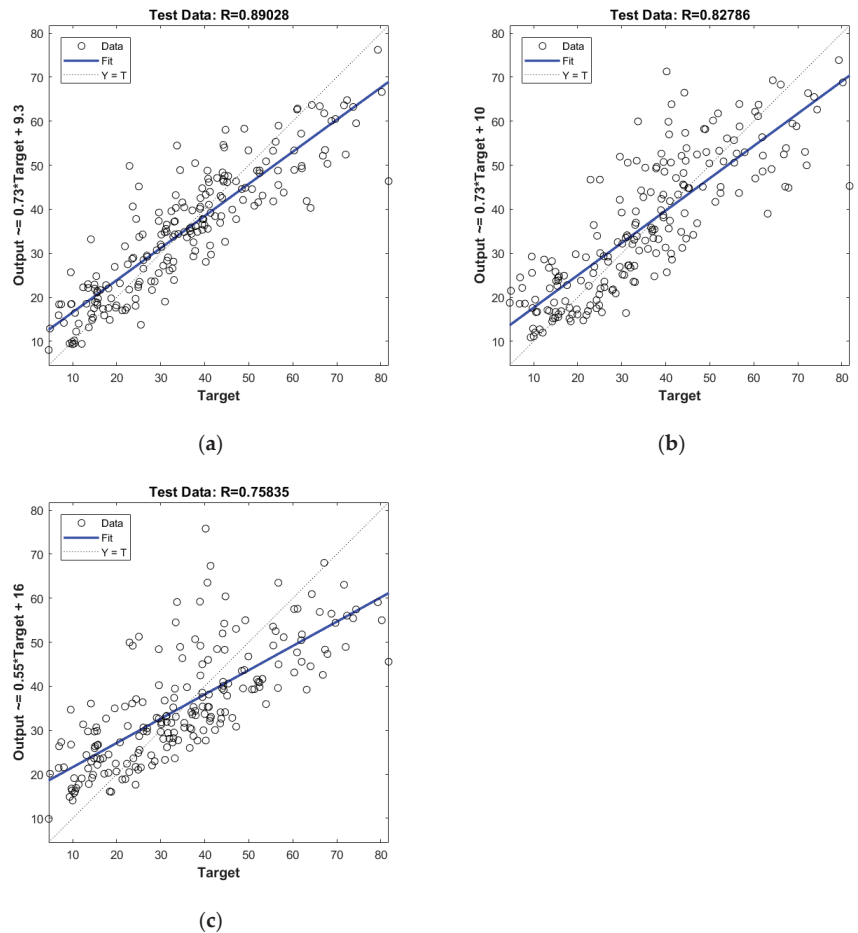 Test Data: R=0.89028
Data
Fit
Y = T
Output ~= 0.73*Target + 9.3
80
70
60
50
40
30
20
10
10 20 30 40 50 60 70 80
Target
(a)
Test Data: R=0.82786
Data
Fit
Y = T
Output ~= 0.73*Target + 10
80
70
60
50
40
30
20
10
10 20 30 40 50 60 70 80
Target
(b)
Test Data: R=0.75835
Data
Fit
Y = T
Output ~= 0.55*Target + 16
80
70
60
50
40
30
20
10
10 20 30 40 50 60 70 80
Target
(c)